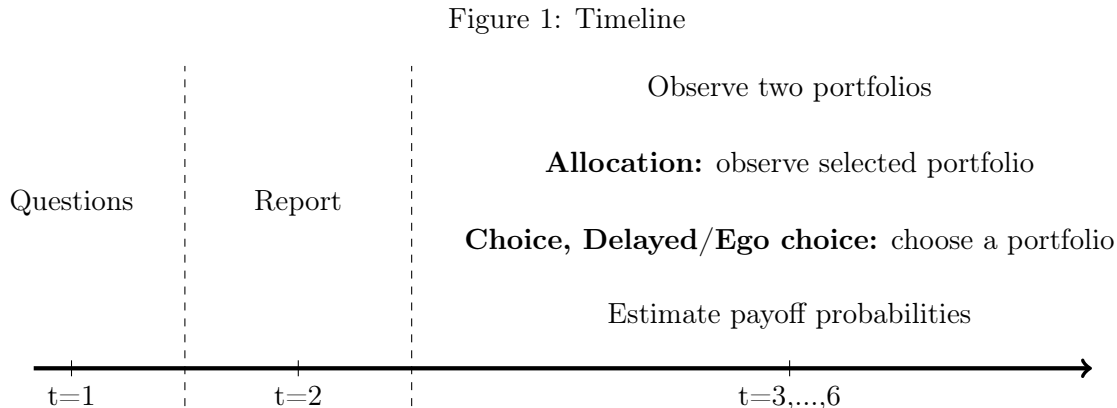 Figure 1: Timeline
Observe two portfolios
Allocation: observe selected portfolio
Questions
Report
Choice, Delayed/Ego choice: choose a portfolio
Estimate payoff probabilities
t=1
t=2
t=3,...,6